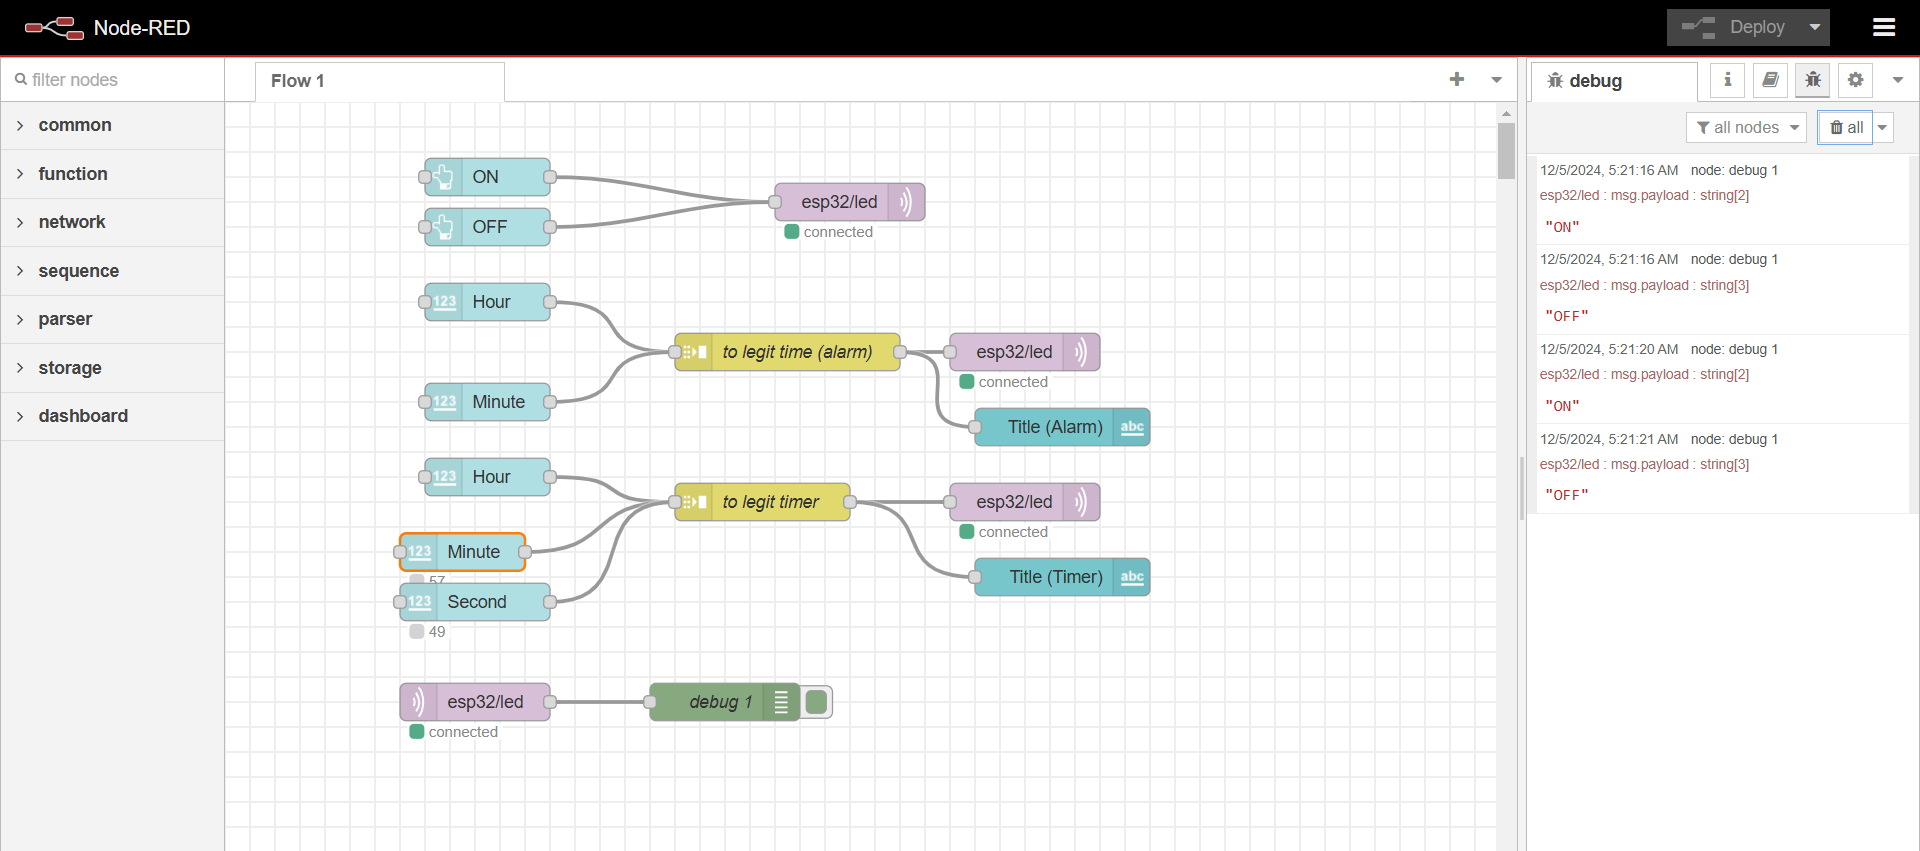 Node-RED
Deploy
filter nodes
common
function
network
sequence
parser
storage
dashboard
Flow 1
ON
OFF
esp32/led
connected
123 Hour
123 Minute
to legit time (alarm)
esp32/led
connected
Title (Alarm) abc
123 Hour
123 Minute
57
123 Second
49
to legit timer
esp32/led
connected
Title (Timer) abc
esp32/led
connected
debug 1
debug
i
all nodes
all
12/5/2024, 5:21:16 AM node: debug 1
esp32/led : msg.payload : string[2]
"ON"
12/5/2024, 5:21:16 AM node: debug 1
esp32/led : msg.payload : string[3]
"OFF"
12/5/2024, 5:21:20 AM node: debug 1
esp32/led : msg.payload : string[2]
"ON"
12/5/2024, 5:21:21 AM node: debug 1
esp32/led : msg.payload : string[3]
"OFF"